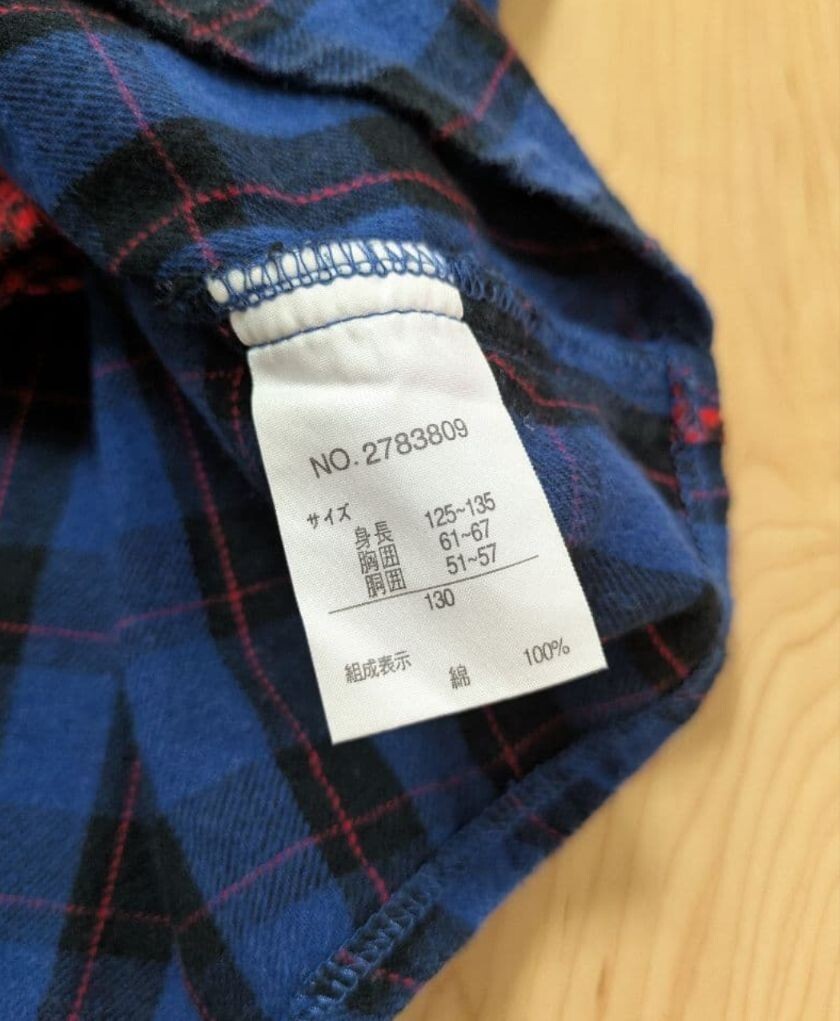 NO.2783809
サイズ
身長 125~135
胸囲 61~67
胴囲 51~57
130
組成表示 綿 100%